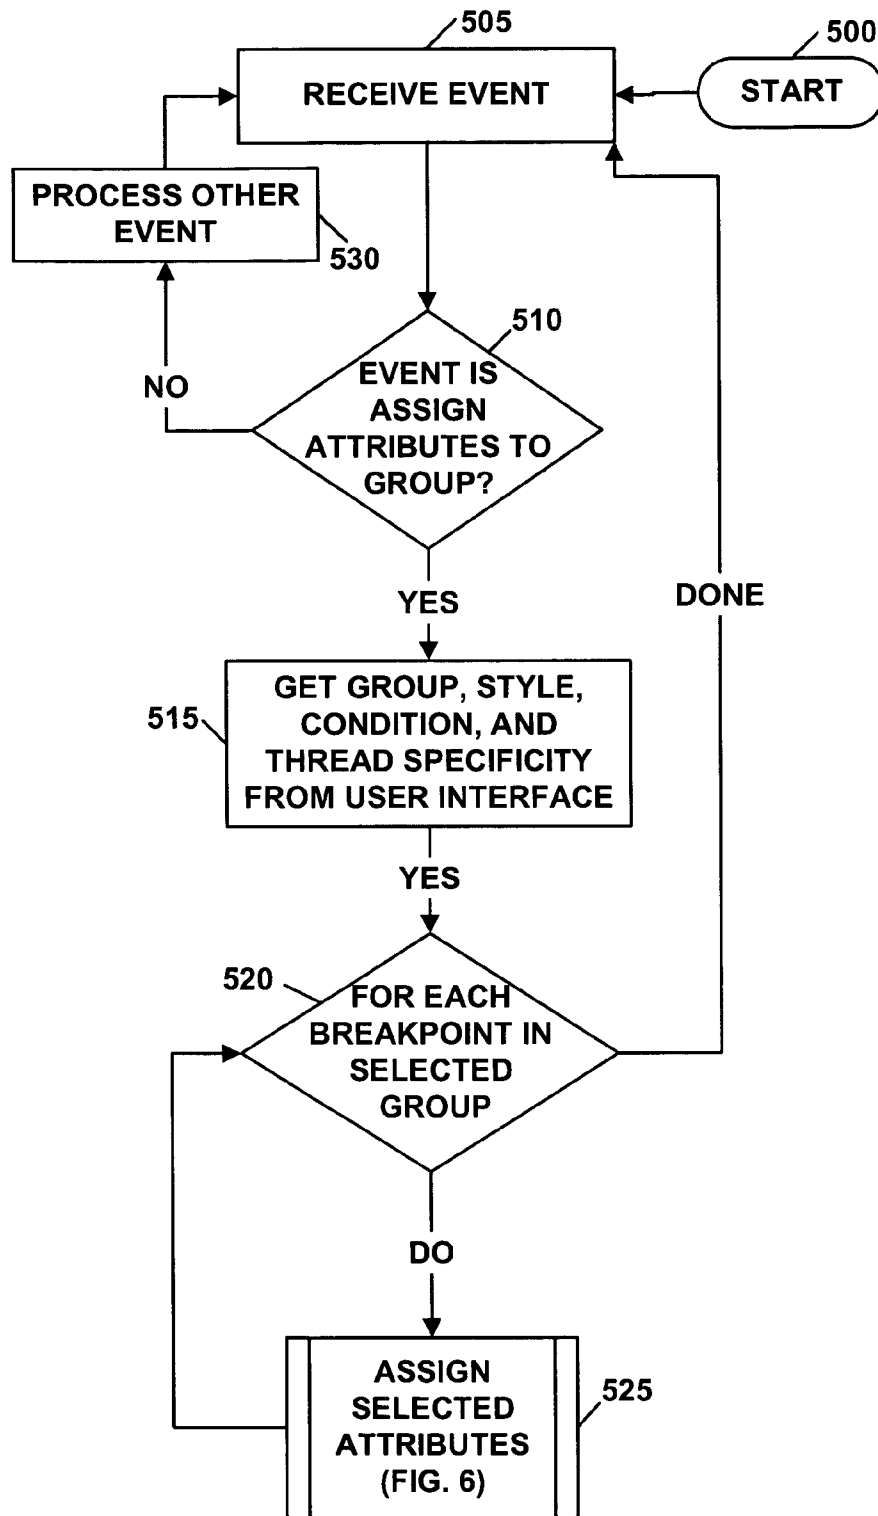 505
500
RECEIVE EVENT
START
PROCESS OTHER
EVENT
530
510
EVENT IS
ASSIGN
ATTRIBUTES TO
GROUP?
NO
YES
DONE
515
GET GROUP, STYLE,
CONDITION, AND
THREAD SPECIFICITY
FROM USER INTERFACE
YES
520
FOR EACH
BREAKPOINT IN
SELECTED
GROUP
DO
ASSIGN
SELECTED
ATTRIBUTES
(FIG. 6)
525